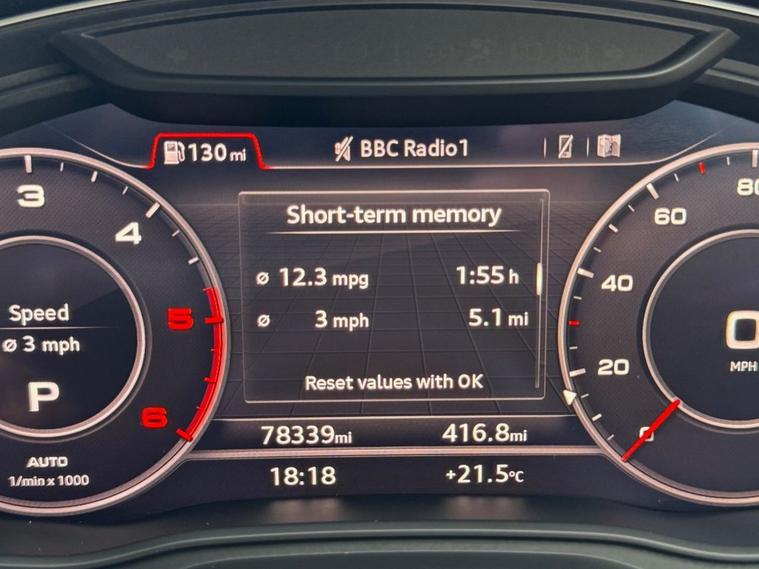 130 mi
BBC Radio1
Short-term memory
ø 12.3 mpg 1:55 h
ø 3 mph 5.1 mi
Reset values with OK
78339mi 416.8mi
18:18 +21.5°C
3
4
5
6
Speed
ø 3 mph
P
AUTO
1/min x 1000
80
60
40
20
0
0
MPH